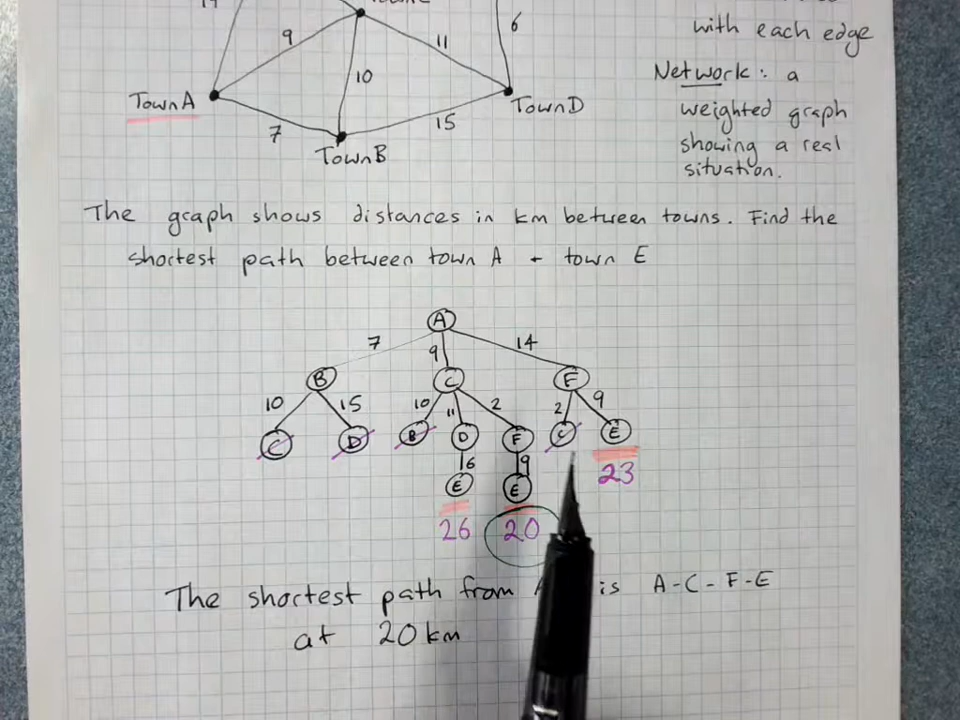 with each edge
Network: a
weighted graph
showing a real
situation.
9
11
6
10
Town A
7
15
Town D
Town B
The graph shows distances in km between towns. Find the
shortest path between town A + town E
A
7
9
14
B
C
F
10
15
10
11
2
2
9
C
D
B
D
F
C
E
6
9
23
E
E
26
20
The shortest path from A is A-C-F-E
at 20 km